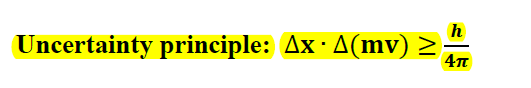 Uncertainty principle: Δx · Δ(mv) ≥ h/4π